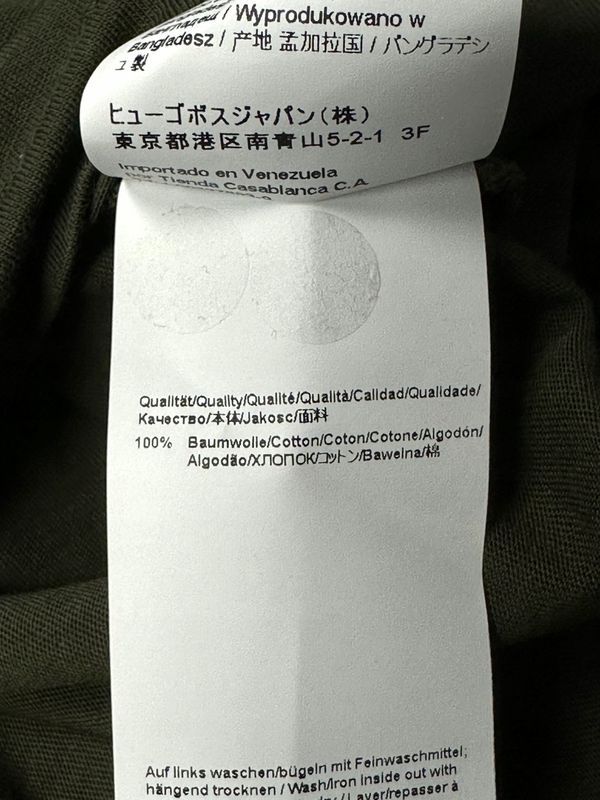 / Wyprodukowano w
Bangladesz / 产地 孟加拉国 / バングラデシ
ュ製
ヒューゴボスジャパン(株)
東京都港区南青山5-2-1 3F
Importado en Venezuela
por Tienda Casablanca C.A
Qualität/Quality/Qualité/Qualità/Calidad/Qualidade/
Качество/本体/Jakosc/面料
100% Baumwolle/Cotton/Coton/Cotone/Algodón/
Algodão/ХЛОПОК/コットン/Bawelna/棉
Auf links waschen/bügeln mit Feinwaschmittel;
hängend trocknen / Wash/Iron inside out with
/ Laver/repasser à